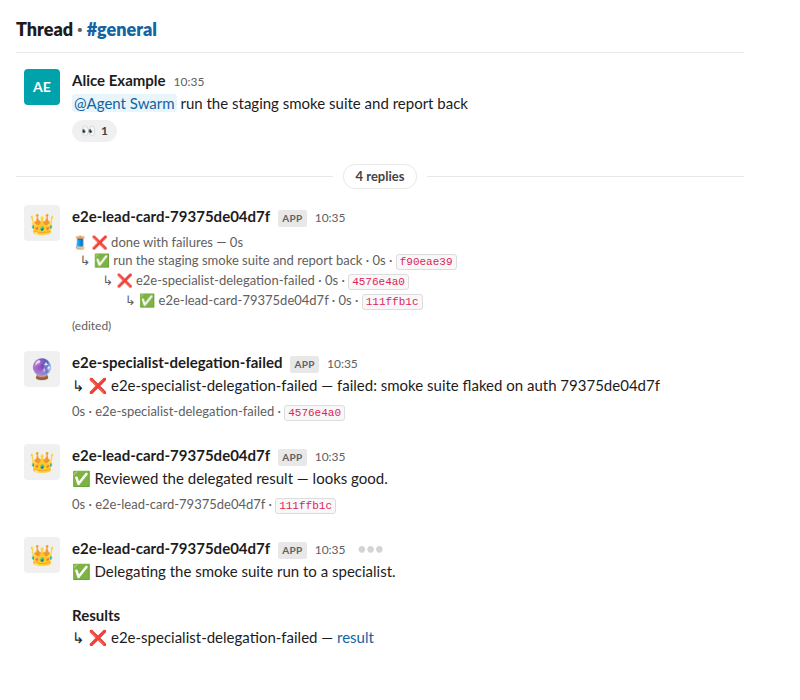 Thread • #general
AE
Alice Example 10:35
@Agent Swarm run the staging smoke suite and report back
👀 1
4 replies
e2e-lead-card-79375de04d7f APP 10:35
🧵 ❌ done with failures — 0s
↳ ✅ run the staging smoke suite and report back · 0s · f90eae39
↳ ❌ e2e-specialist-delegation-failed · 0s · 4576e4a0
↳ ✅ e2e-lead-card-79375de04d7f · 0s · 111ffb1c
(edited)
e2e-specialist-delegation-failed APP 10:35
↳ ❌ e2e-specialist-delegation-failed — failed: smoke suite flaked on auth 79375de04d7f
0s · e2e-specialist-delegation-failed · 4576e4a0
e2e-lead-card-79375de04d7f APP 10:35
✅ Reviewed the delegated result — looks good.
0s · e2e-lead-card-79375de04d7f · 111ffb1c
e2e-lead-card-79375de04d7f APP 10:35
✅ Delegating the smoke suite run to a specialist.
Results
↳ ❌ e2e-specialist-delegation-failed — result